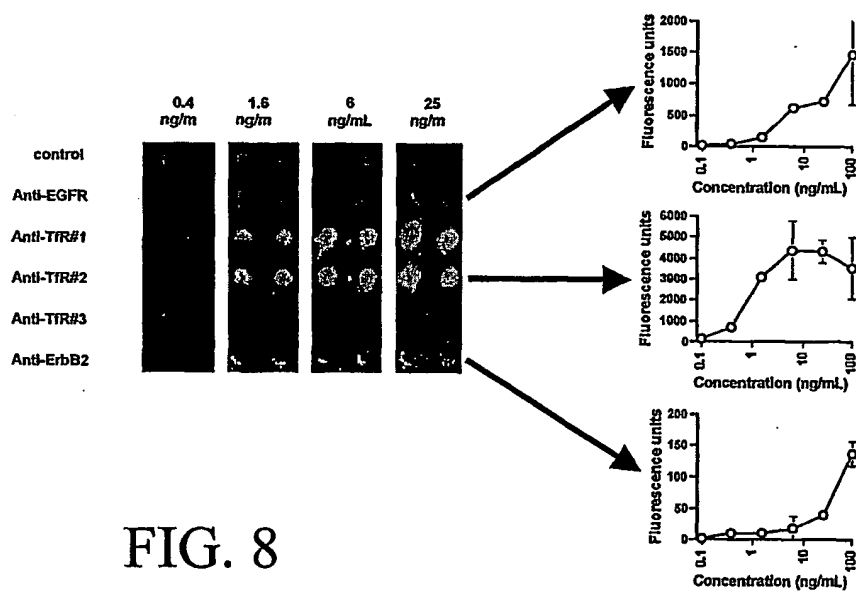 0.4 1.6 6 25
ng/m ng/m ng/mL ng/m
control
Anti-EGFR
Anti-TfR#1
Anti-TfR#2
Anti-TfR#3
Anti-ErbB2
Fluorescence units
2000
1500
1000
500
0
0.1 1 10 100
Concentration (ng/mL)
Fluorescence units
6000
5000
4000
3000
2000
1000
0
0.1 1 10 100
Concentration (ng/mL)
Fluorescence units
200
150
100
50
0
0.1 1 10 100
Concentration (ng/mL)
FIG. 8